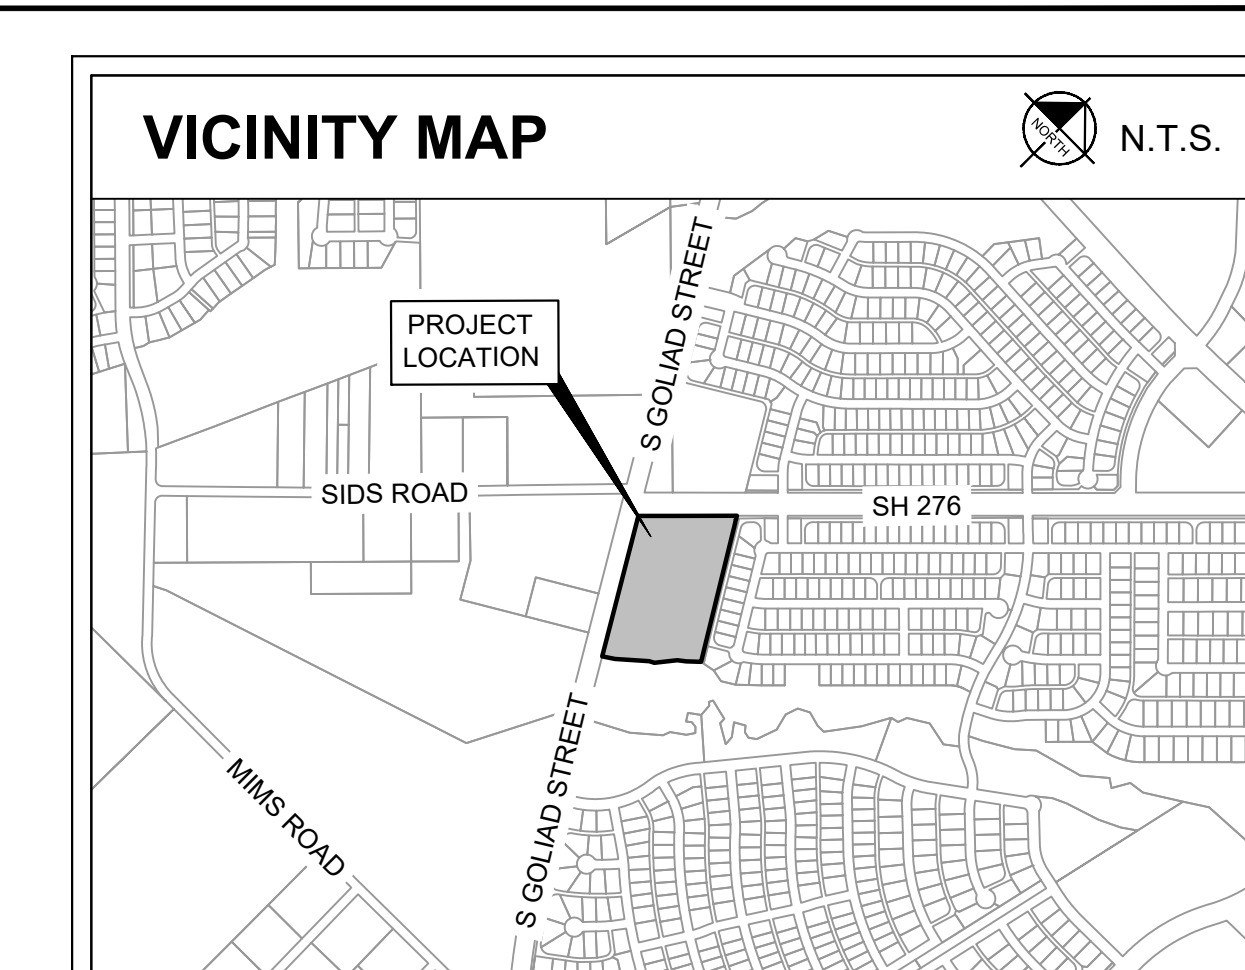 VICINITY MAP
NORTH
N.T.S.
S GOLIAD STREET
PROJECT
LOCATION
SIDS ROAD
SH 276
S GOLIAD STREET
MIMS ROAD